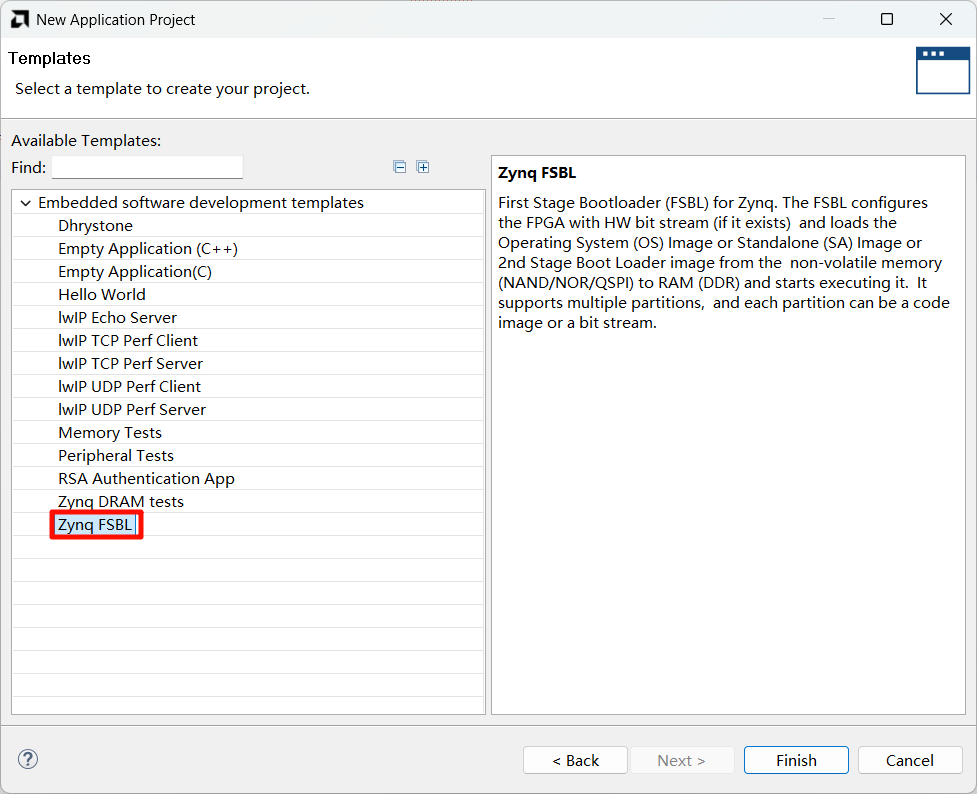 New Application Project
Templates
Select a template to create your project.
Available Templates:
Find:
Embedded software development templates
Dhrystone
Empty Application (C++)
Empty Application(C)
Hello World
lwIP Echo Server
lwIP TCP Perf Client
lwIP TCP Perf Server
lwIP UDP Perf Client
lwIP UDP Perf Server
Memory Tests
Peripheral Tests
RSA Authentication App
Zynq DRAM tests
Zynq FSBL
Zynq FSBL
First Stage Bootloader (FSBL) for Zynq. The FSBL configures
the FPGA with HW bit stream (if it exists)  and loads the
Operating System (OS) Image or Standalone (SA) Image or
2nd Stage Boot Loader image from the  non-volatile memory
(NAND/NOR/QSPI) to RAM (DDR) and starts executing it.  It
supports multiple partitions,  and each partition can be a code
image or a bit stream.
?
< Back
Next >
Finish
Cancel